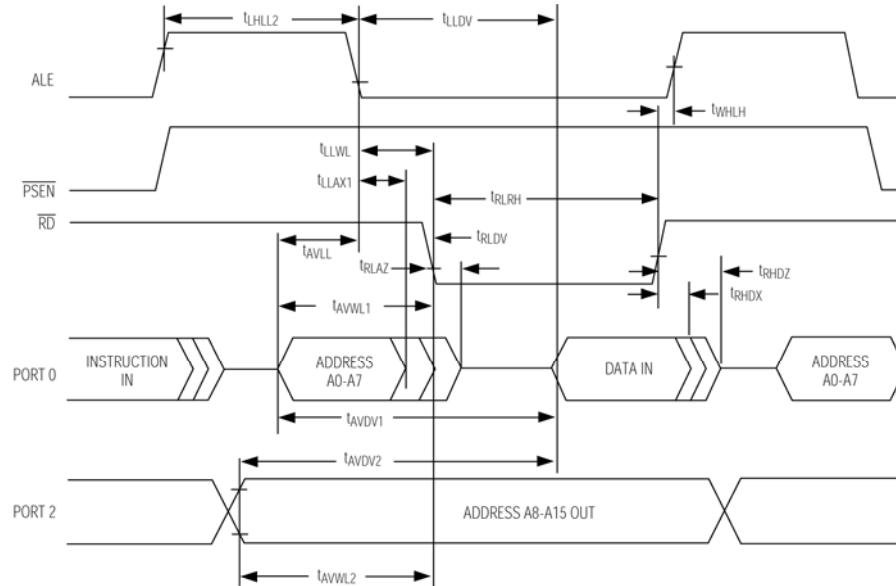 tLHLL2
tLLDV
ALE
tWHLH
tLLWL
PSEN
tLLAX1
tRLRH
RD
tRLDV
tAVLL
tRLAZ
tRHDZ
tRHDX
tAVWL1
PORT 0
INSTRUCTION
IN
ADDRESS
A0-A7
DATA IN
ADDRESS
A0-A7
tAVDV1
tAVDV2
PORT 2
ADDRESS A8-A15 OUT
tAVWL2